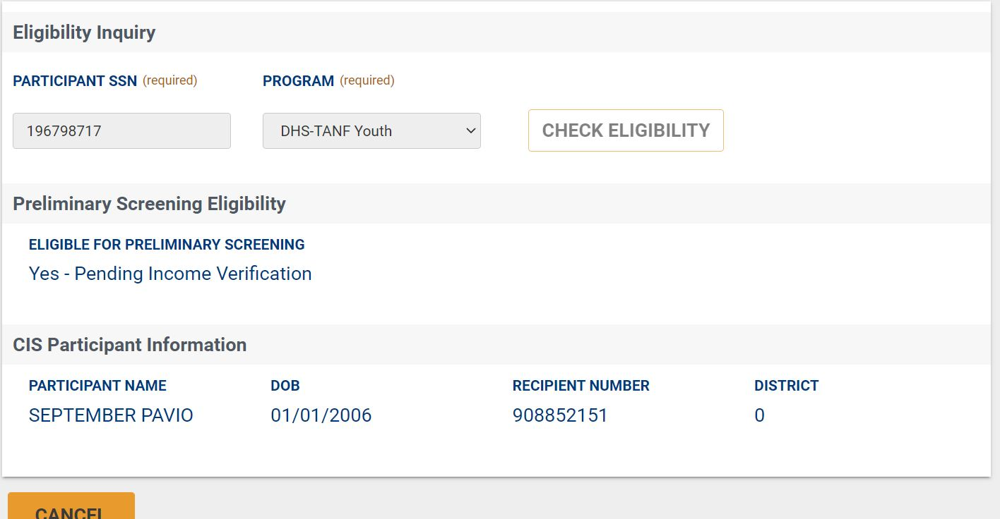 Eligibility Inquiry
PARTICIPANT SSN (required) PROGRAM (required)
196798717 DHS-TANF Youth CHECK ELIGIBILITY
Preliminary Screening Eligibility
ELIGIBLE FOR PRELIMINARY SCREENING
Yes - Pending Income Verification
CIS Participant Information
PARTICIPANT NAME DOB RECIPIENT NUMBER DISTRICT
SEPTEMBER PAVIO 01/01/2006 908852151 0
CANCEL